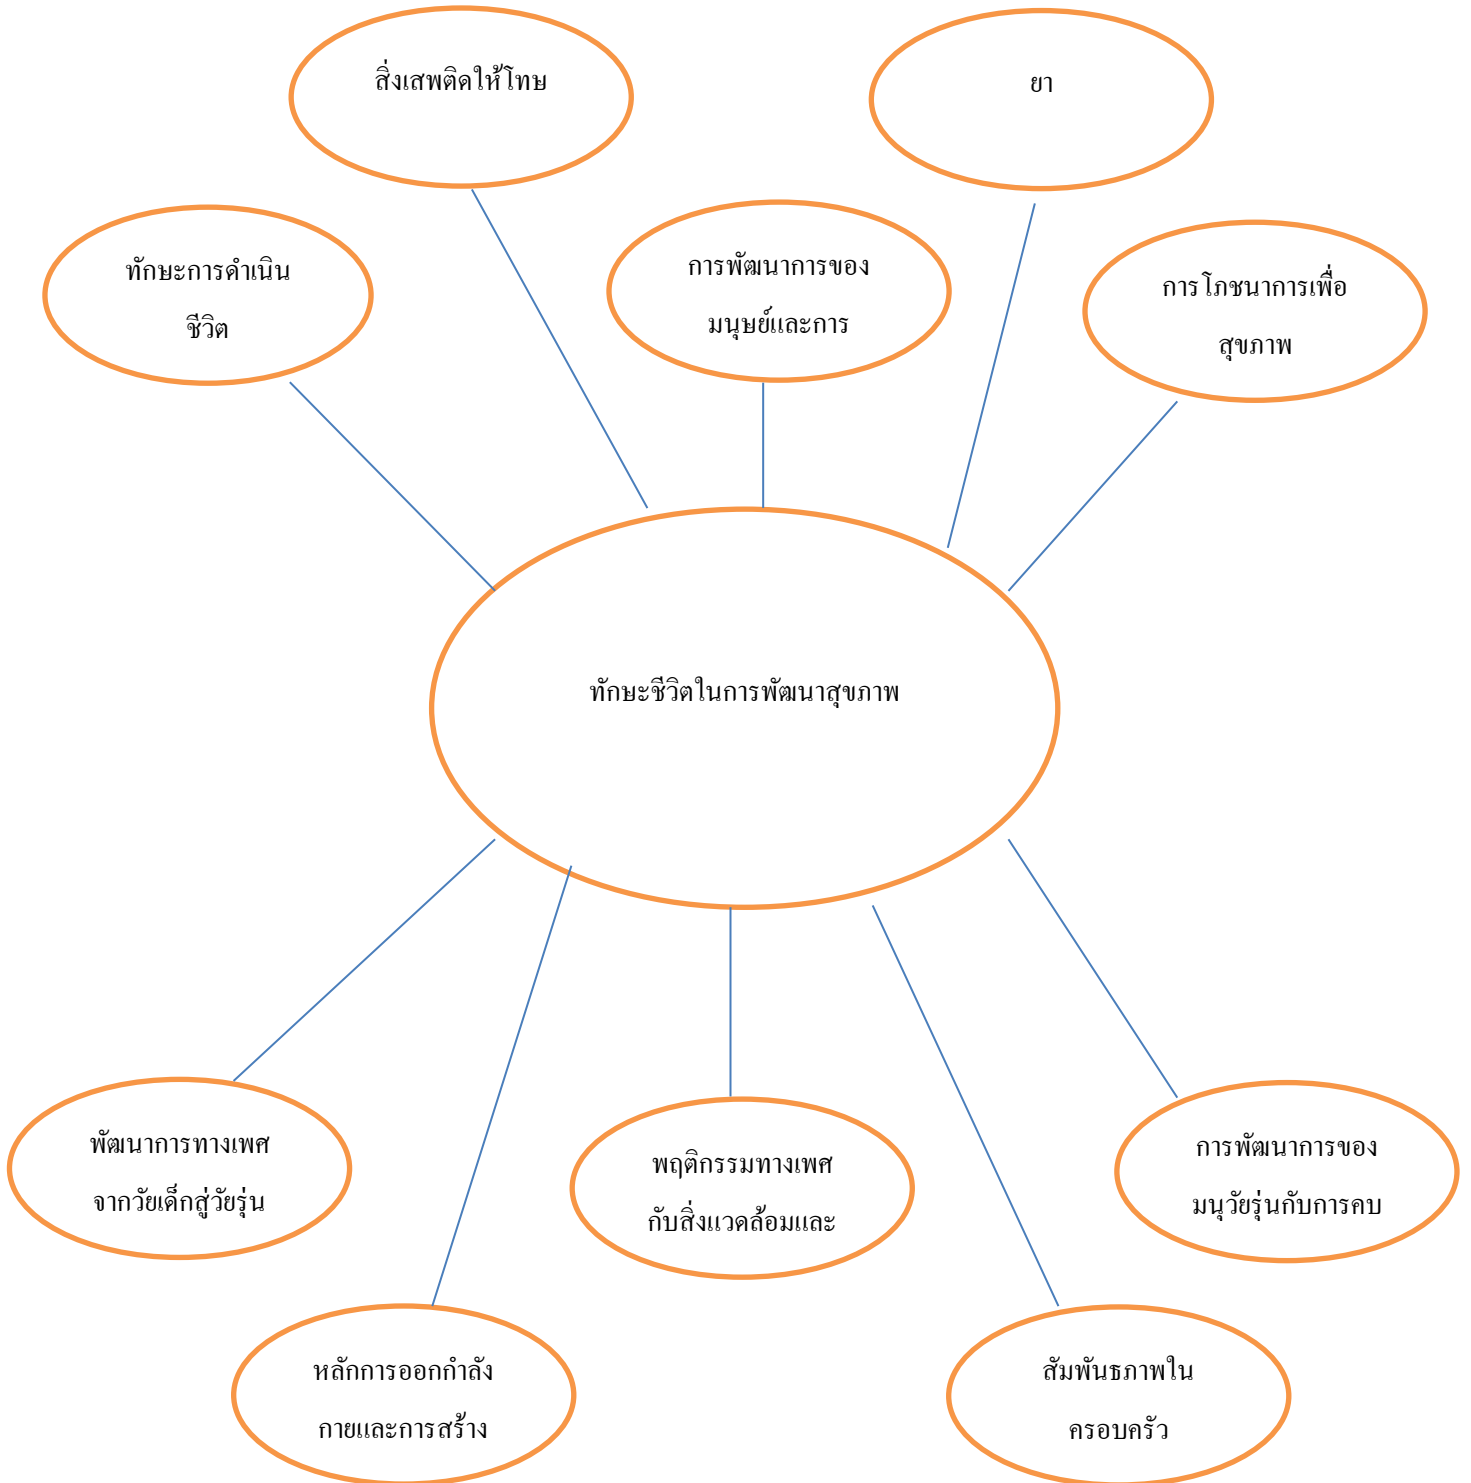 สิ่งเสพติดให้โทษ
ยา
ทักษะการดำเนิน
ชีวิต
การพัฒนาการของ
มนุษย์และการ
การโภชนาการเพื่อ
สุขภาพ
ทักษะชีวิตในการพัฒนาสุขภาพ
พัฒนาการทางเพศ
จากวัยเด็กสู่วัยรุ่น
พฤติกรรมทางเพศ
กับสิ่งแวดล้อมและ
การพัฒนาการของ
มนุวัยรุ่นกับการคบ
หลักการออกกำลัง
กายและการสร้าง
สัมพันธภาพใน
ครอบครัว